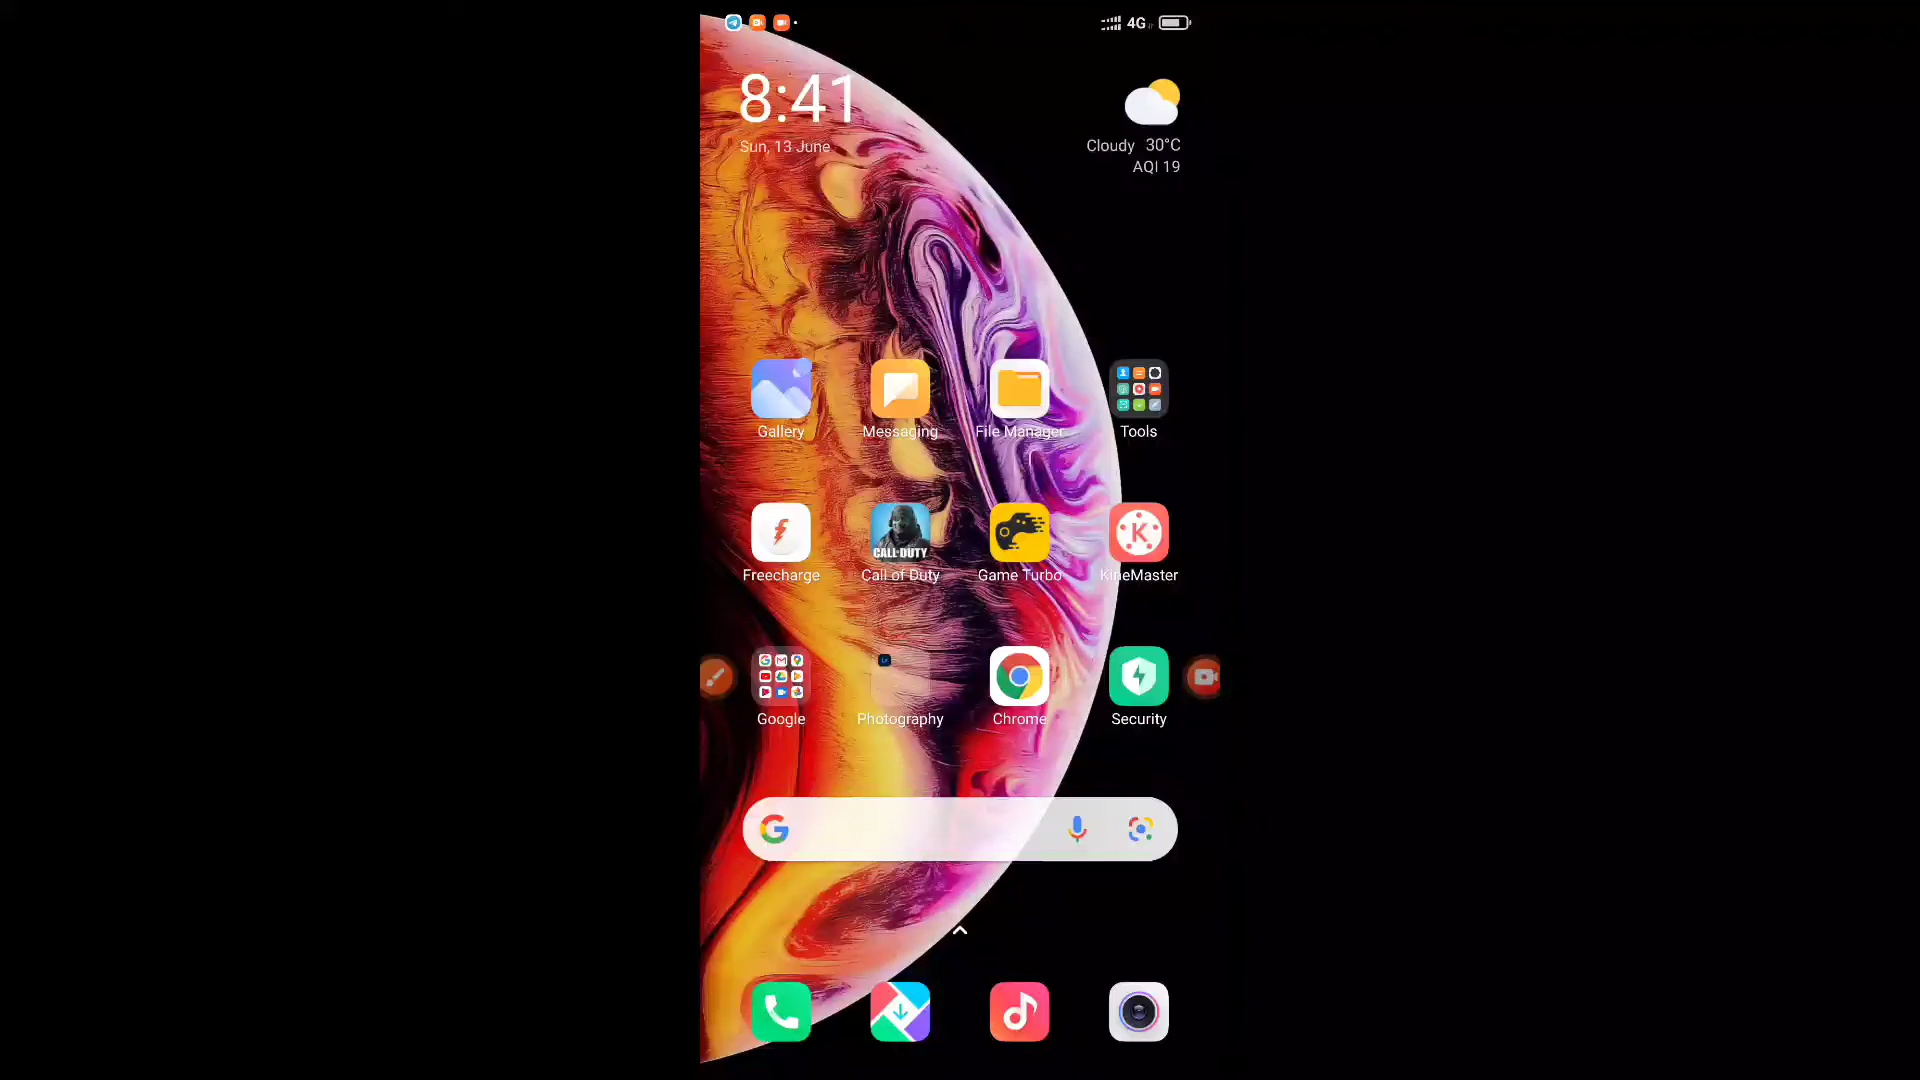 4G
8:41
Sun, 13 June
Cloudy 30°C
AQI 19
Gallery Messaging File Manager Tools
CALL·DUTY
Freecharge Call of Duty Game Turbo KineMaster
Google Photography Chrome Security